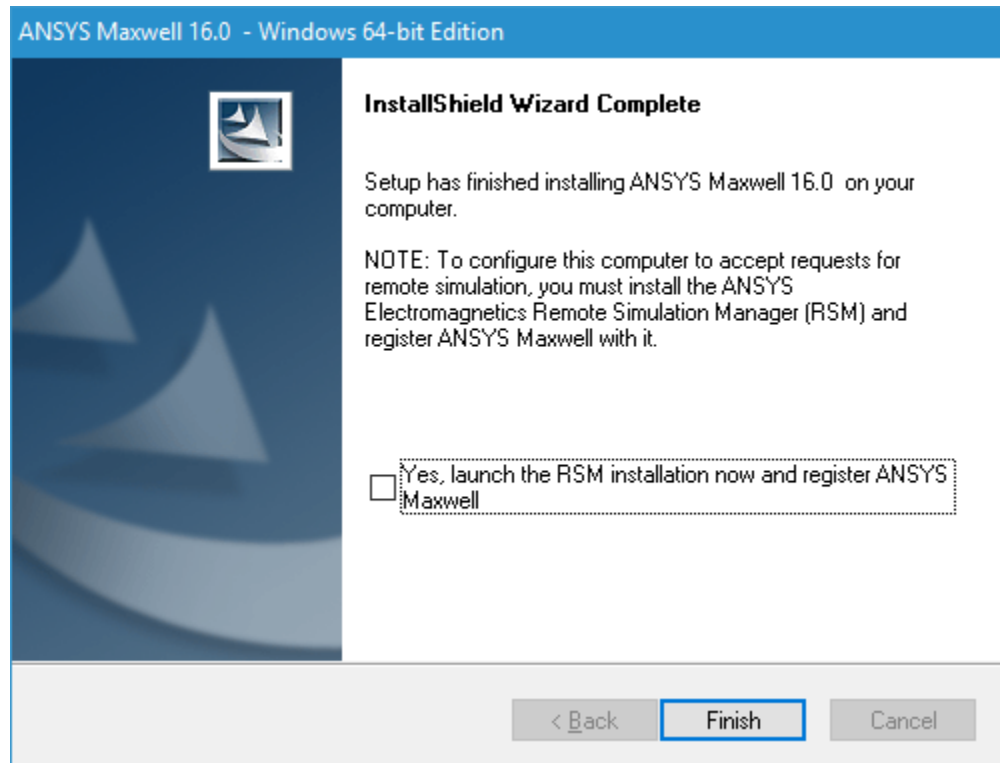 ANSYS Maxwell 16.0 - Windows 64-bit Edition
InstallShield Wizard Complete
Setup has finished installing ANSYS Maxwell 16.0 on your
computer.
NOTE: To configure this computer to accept requests for
remote simulation, you must install the ANSYS
Electromagnetics Remote Simulation Manager (RSM) and
register ANSYS Maxwell with it.
Yes, launch the RSM installation now and register ANSYS
Maxwell
< Back
Finish
Cancel